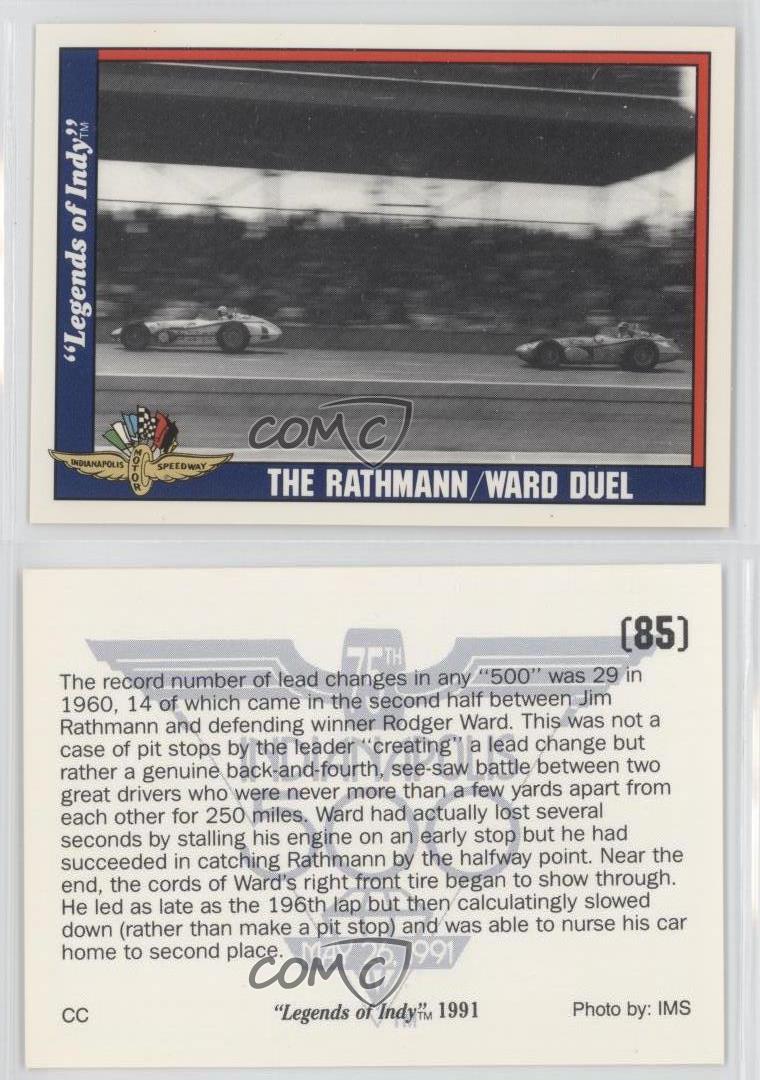 "Legends of Indy"™
INDIANAPOLIS MOTOR SPEEDWAY
COMC
THE RATHMANN/WARD DUEL
(85)
75TH
INDIANAPOLIS
500
The record number of lead changes in any "500" was 29 in
1960, 14 of which came in the second half between Jim
Rathmann and defending winner Rodger Ward. This was not a
case of pit stops by the leader "creating" a lead change but
rather a genuine back-and-fourth, see-saw battle between two
great drivers who were never more than a few yards apart from
each other for 250 miles. Ward had actually lost several
seconds by stalling his engine on an early stop but he had
succeeded in catching Rathmann by the halfway point. Near the
end, the cords of Ward's right front tire began to show through.
He led as late as the 196th lap but then calculatingly slowed
down (rather than make a pit stop) and was able to nurse his car
home to second place.
MAY 26, 1991
COMC
CC
"Legends of Indy"™ 1991
Photo by: IMS
TM